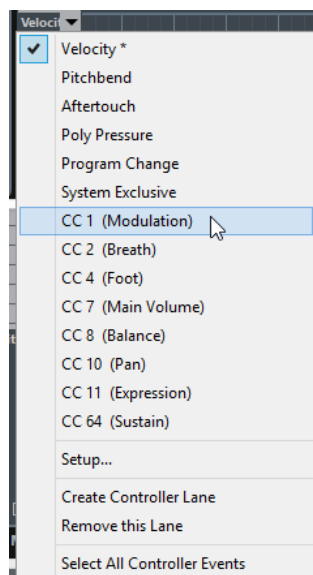 Velocity *
Pitchbend
Aftertouch
Poly Pressure
Program Change
System Exclusive
CC 1 (Modulation)
CC 2 (Breath)
CC 4 (Foot)
CC 7 (Main Volume)
CC 8 (Balance)
CC 10 (Pan)
CC 11 (Expression)
CC 64 (Sustain)
Setup...
Create Controller Lane
Remove this Lane
Select All Controller Events